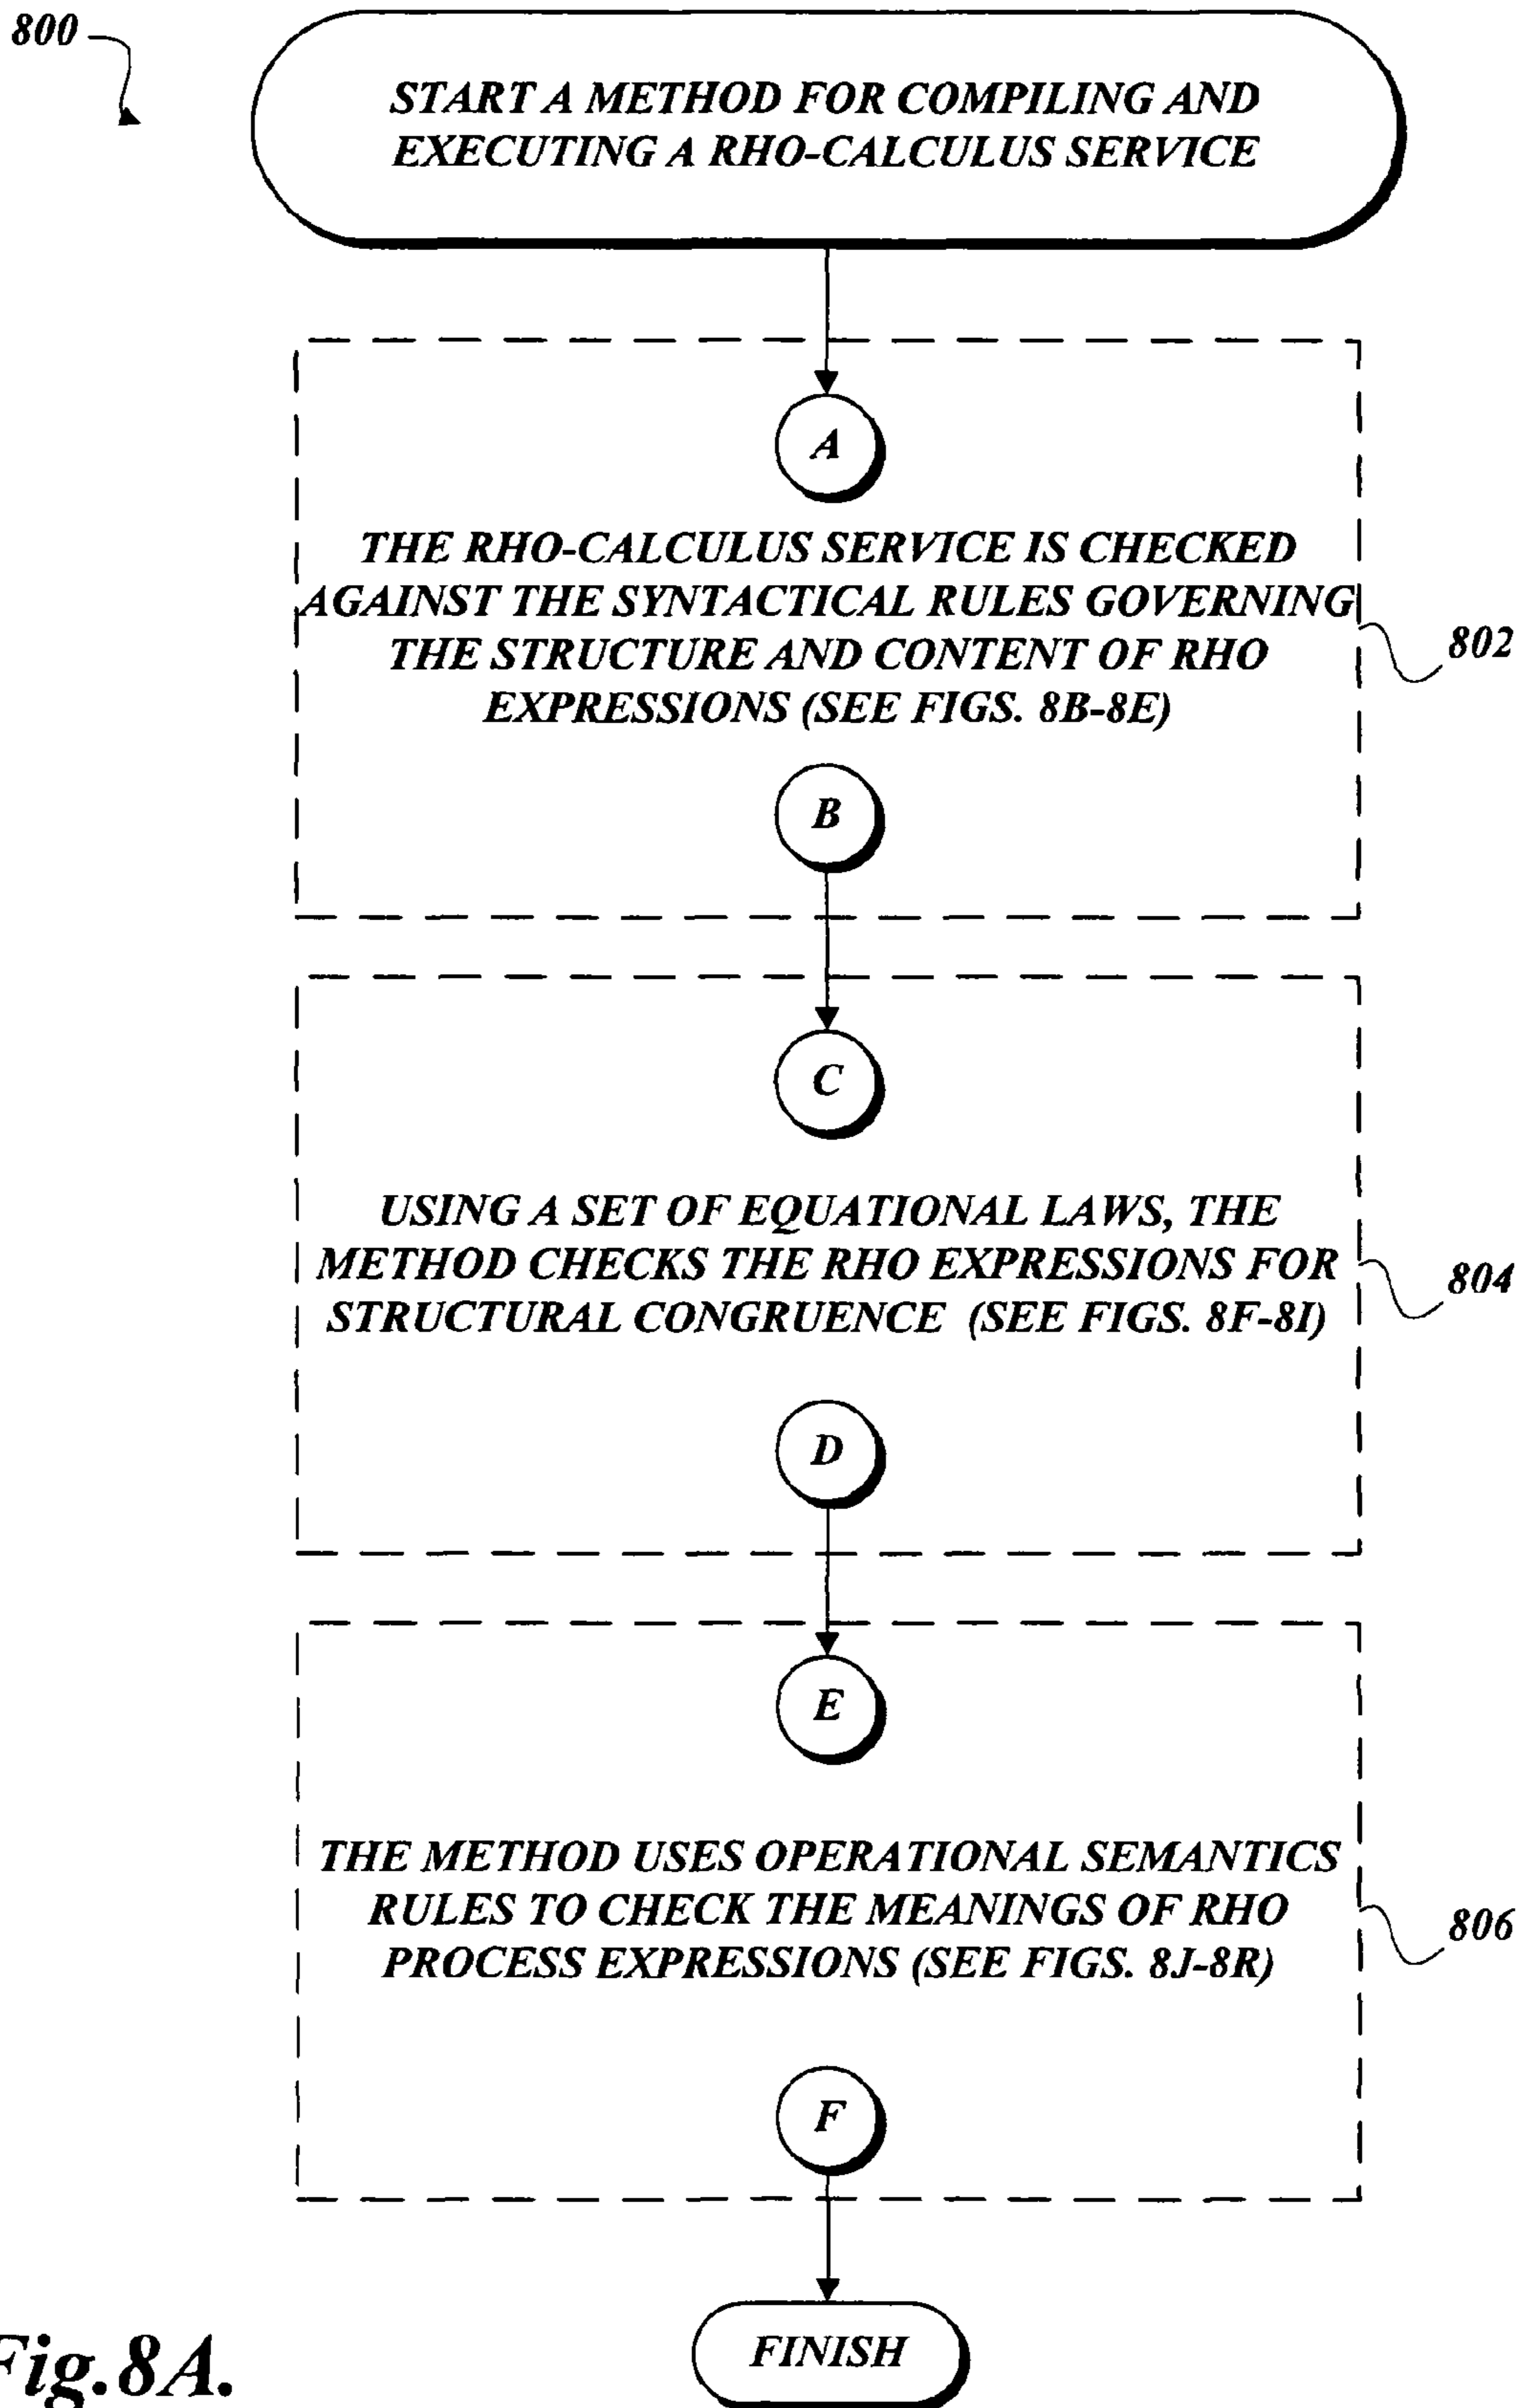 800
START A METHOD FOR COMPILING AND
EXECUTING A RHO-CALCULUS SERVICE
A
THE RHO-CALCULUS SERVICE IS CHECKED
AGAINST THE SYNTACTICAL RULES GOVERNING
THE STRUCTURE AND CONTENT OF RHO
EXPRESSIONS (SEE FIGS. 8B-8E)
802
B
C
USING A SET OF EQUATIONAL LAWS, THE
METHOD CHECKS THE RHO EXPRESSIONS FOR
STRUCTURAL CONGRUENCE (SEE FIGS. 8F-8I)
804
D
E
THE METHOD USES OPERATIONAL SEMANTICS
RULES TO CHECK THE MEANINGS OF RHO
PROCESS EXPRESSIONS (SEE FIGS. 8J-8R)
806
F
FINISH
Fig.8A.